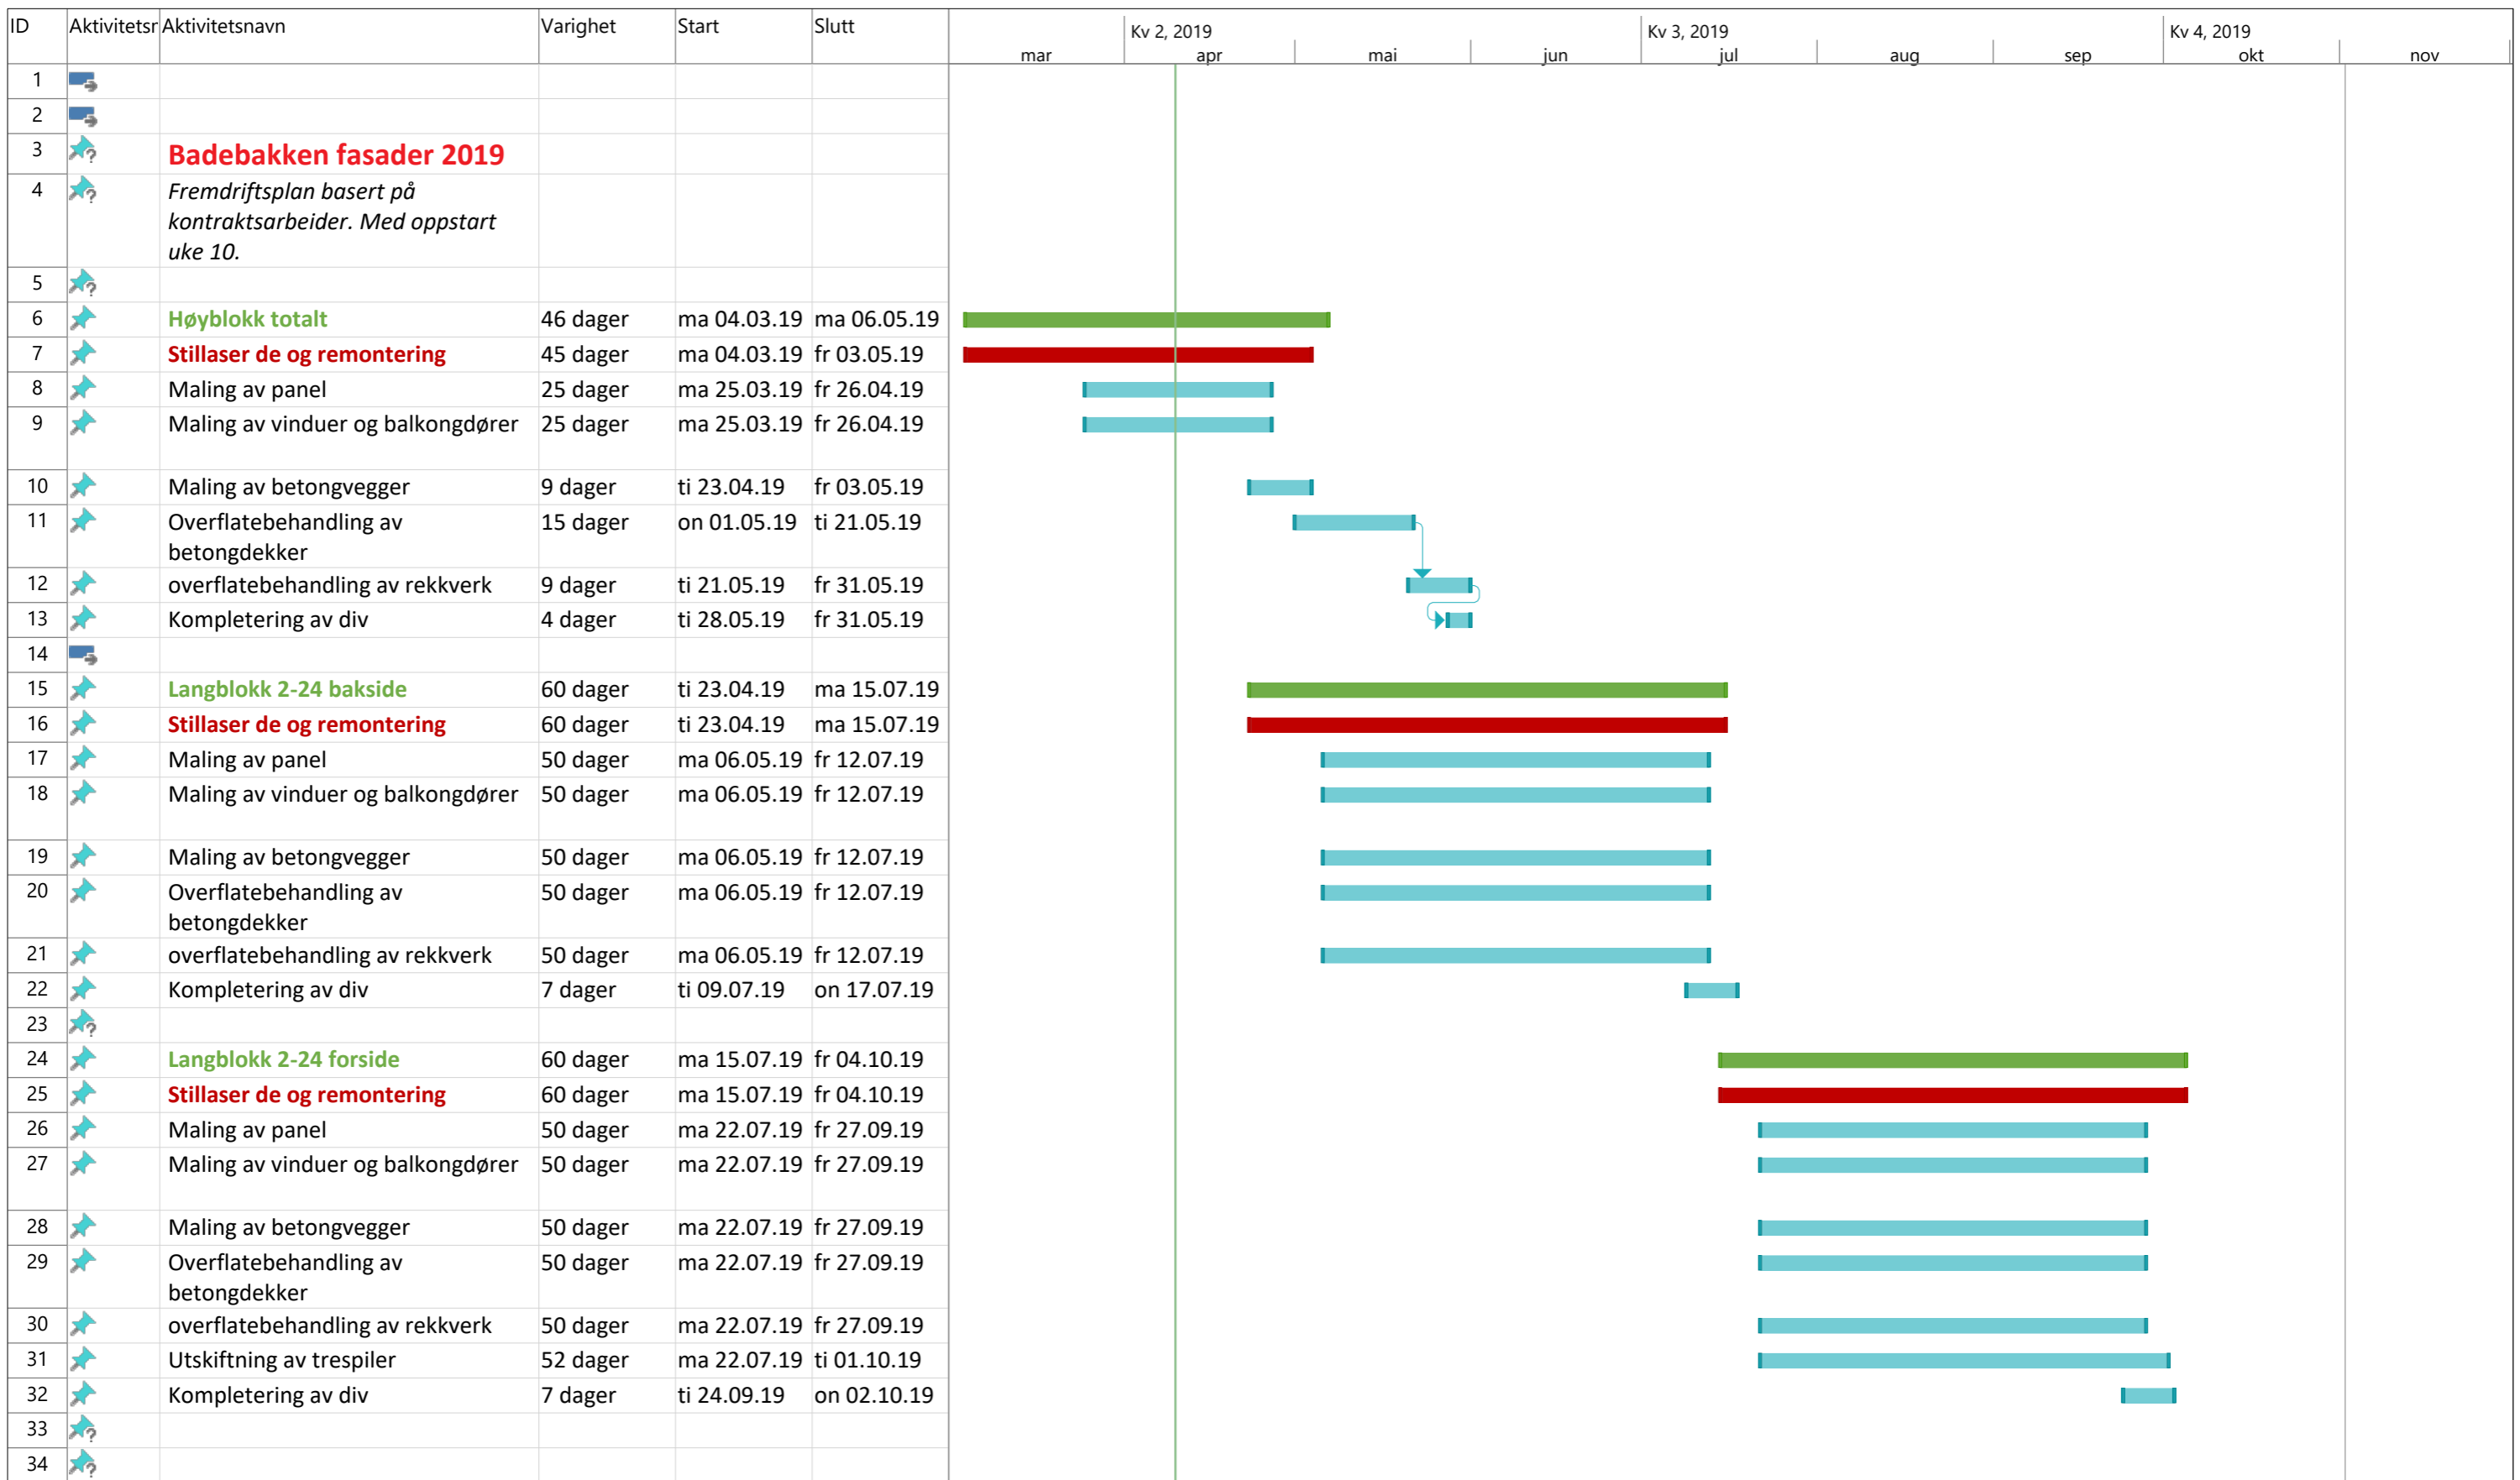 ID Aktivitetsr Aktivitetsnavn Varighet Start Slutt Kv 2, 2019 Kv 3, 2019 Kv 4, 2019
mar apr mai jun jul aug sep okt nov
1
2
3 Badebakken fasader 2019
4 Fremdriftsplan basert på
kontraktsarbeider. Med oppstart
uke 10.
5
6 Høyblokk totalt 46 dager ma 04.03.19 ma 06.05.19
7 Stillaser de og remontering 45 dager ma 04.03.19 fr 03.05.19
8 Maling av panel 25 dager ma 25.03.19 fr 26.04.19
9 Maling av vinduer og balkongdører 25 dager ma 25.03.19 fr 26.04.19
10 Maling av betongvegger 9 dager ti 23.04.19 fr 03.05.19
11 Overflatebehandling av 15 dager on 01.05.19 ti 21.05.19
betongdekker
12 overflatebehandling av rekkverk 9 dager ti 21.05.19 fr 31.05.19
13 Kompletering av div 4 dager ti 28.05.19 fr 31.05.19
14
15 Langblokk 2-24 bakside 60 dager ti 23.04.19 ma 15.07.19
16 Stillaser de og remontering 60 dager ti 23.04.19 ma 15.07.19
17 Maling av panel 50 dager ma 06.05.19 fr 12.07.19
18 Maling av vinduer og balkongdører 50 dager ma 06.05.19 fr 12.07.19
19 Maling av betongvegger 50 dager ma 06.05.19 fr 12.07.19
20 Overflatebehandling av 50 dager ma 06.05.19 fr 12.07.19
betongdekker
21 overflatebehandling av rekkverk 50 dager ma 06.05.19 fr 12.07.19
22 Kompletering av div 7 dager ti 09.07.19 on 17.07.19
23
24 Langblokk 2-24 forside 60 dager ma 15.07.19 fr 04.10.19
25 Stillaser de og remontering 60 dager ma 15.07.19 fr 04.10.19
26 Maling av panel 50 dager ma 22.07.19 fr 27.09.19
27 Maling av vinduer og balkongdører 50 dager ma 22.07.19 fr 27.09.19
28 Maling av betongvegger 50 dager ma 22.07.19 fr 27.09.19
29 Overflatebehandling av 50 dager ma 22.07.19 fr 27.09.19
betongdekker
30 overflatebehandling av rekkverk 50 dager ma 22.07.19 fr 27.09.19
31 Utskiftning av trespiler 52 dager ma 22.07.19 ti 01.10.19
32 Kompletering av div 7 dager ti 24.09.19 on 02.10.19
33
34